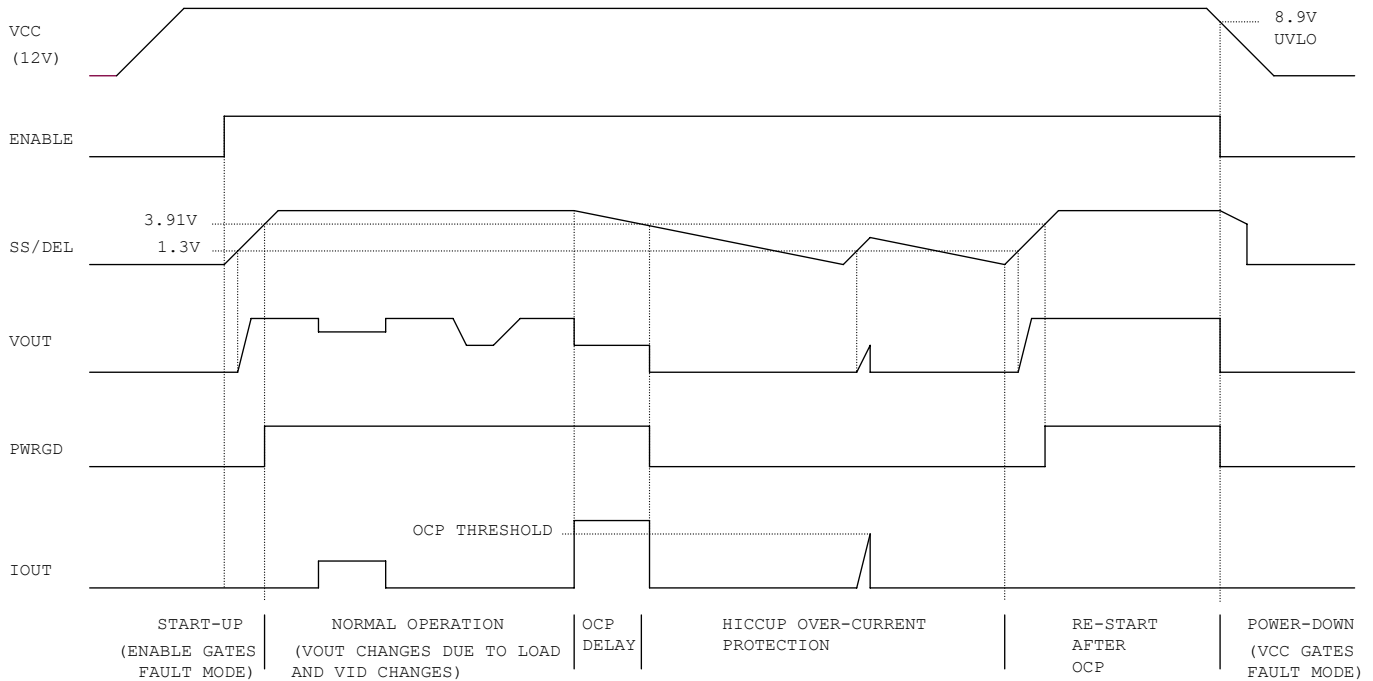 VCC
(12V)
8.9V
UVLO
ENABLE
3.91V
SS/DEL
1.3V
VOUT
PWRGD
OCP THRESHOLD
IOUT
START-UP
(ENABLE GATES
FAULT MODE)
NORMAL OPERATION
(VOUT CHANGES DUE TO LOAD
AND VID CHANGES)
OCP
DELAY
HICCUP OVER-CURRENT
PROTECTION
RE-START
AFTER
OCP
POWER-DOWN
(VCC GATES
FAULT MODE)